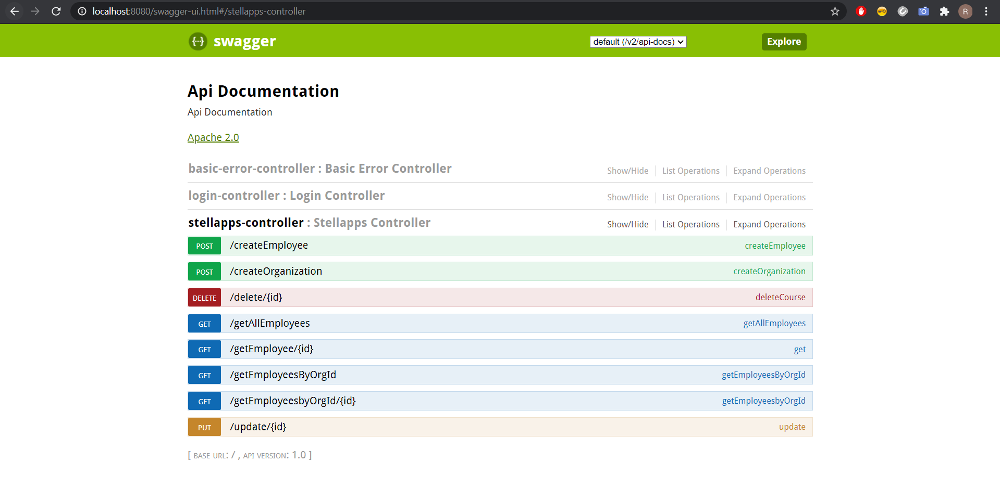 localhost:8080/swagger-ui.html#/stellapps-controller
R
{···} swagger default (/v2/api-docs) Explore
Api Documentation
Api Documentation
Apache 2.0
basic-error-controller : Basic Error Controller Show/Hide List Operations Expand Operations
login-controller : Login Controller Show/Hide List Operations Expand Operations
stellapps-controller : Stellapps Controller Show/Hide List Operations Expand Operations
POST /createEmployee createEmployee
POST /createOrganization createOrganization
DELETE /delete/{id} deleteCourse
GET /getAllEmployees getAllEmployees
GET /getEmployee/{id} get
GET /getEmployeesByOrgId getEmployeesByOrgId
GET /getEmployeesbyOrgId/{id} getEmployeesbyOrgId
PUT /update/{id} update
[ BASE URL: / , API VERSION: 1.0 ]